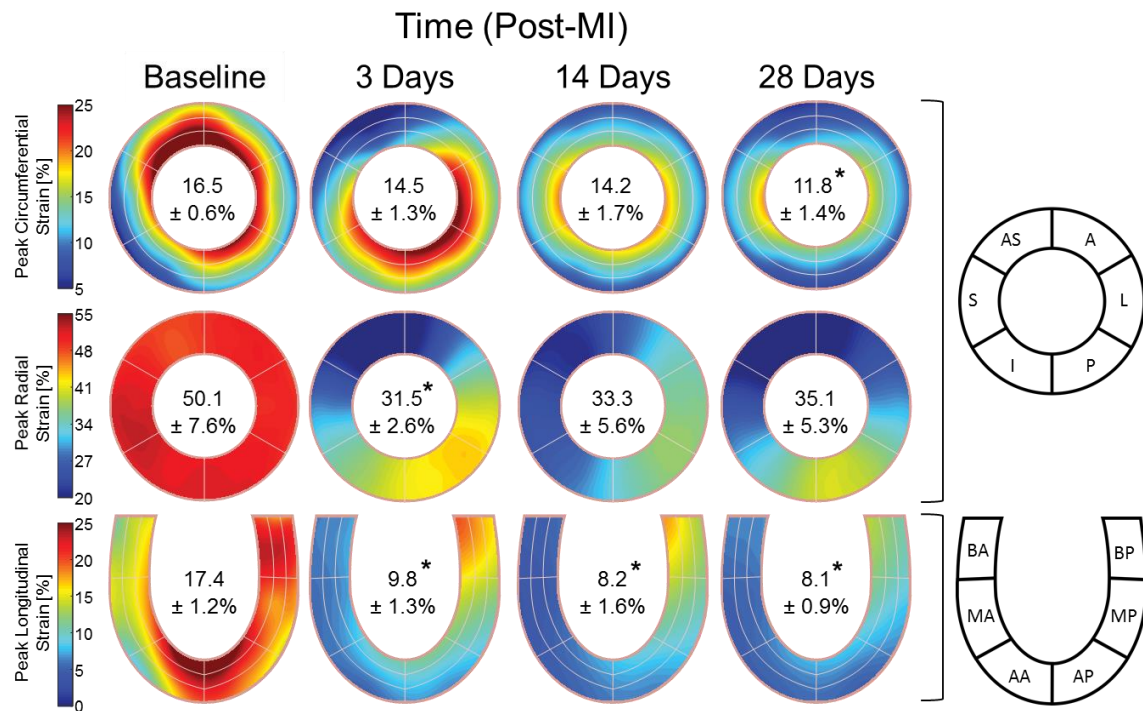 Time (Post-MI)
Baseline 3 Days 14 Days 28 Days
Peak Circumferential
Strain [%]
25
20
15
10
5
16.5
± 0.6%
14.5
± 1.3%
14.2
± 1.7%
11.8 *
± 1.4%
Peak Radial
Strain [%]
55
48
41
34
27
20
50.1
± 7.6%
31.5 *
± 2.6%
33.3
± 5.6%
35.1
± 5.3%
AS A
S L
I P
Peak Longitudinal
Strain [%]
25
20
15
10
5
0
17.4
± 1.2%
9.8 *
± 1.3%
8.2 *
± 1.6%
8.1 *
± 0.9%
BA BP
MA MP
AA AP